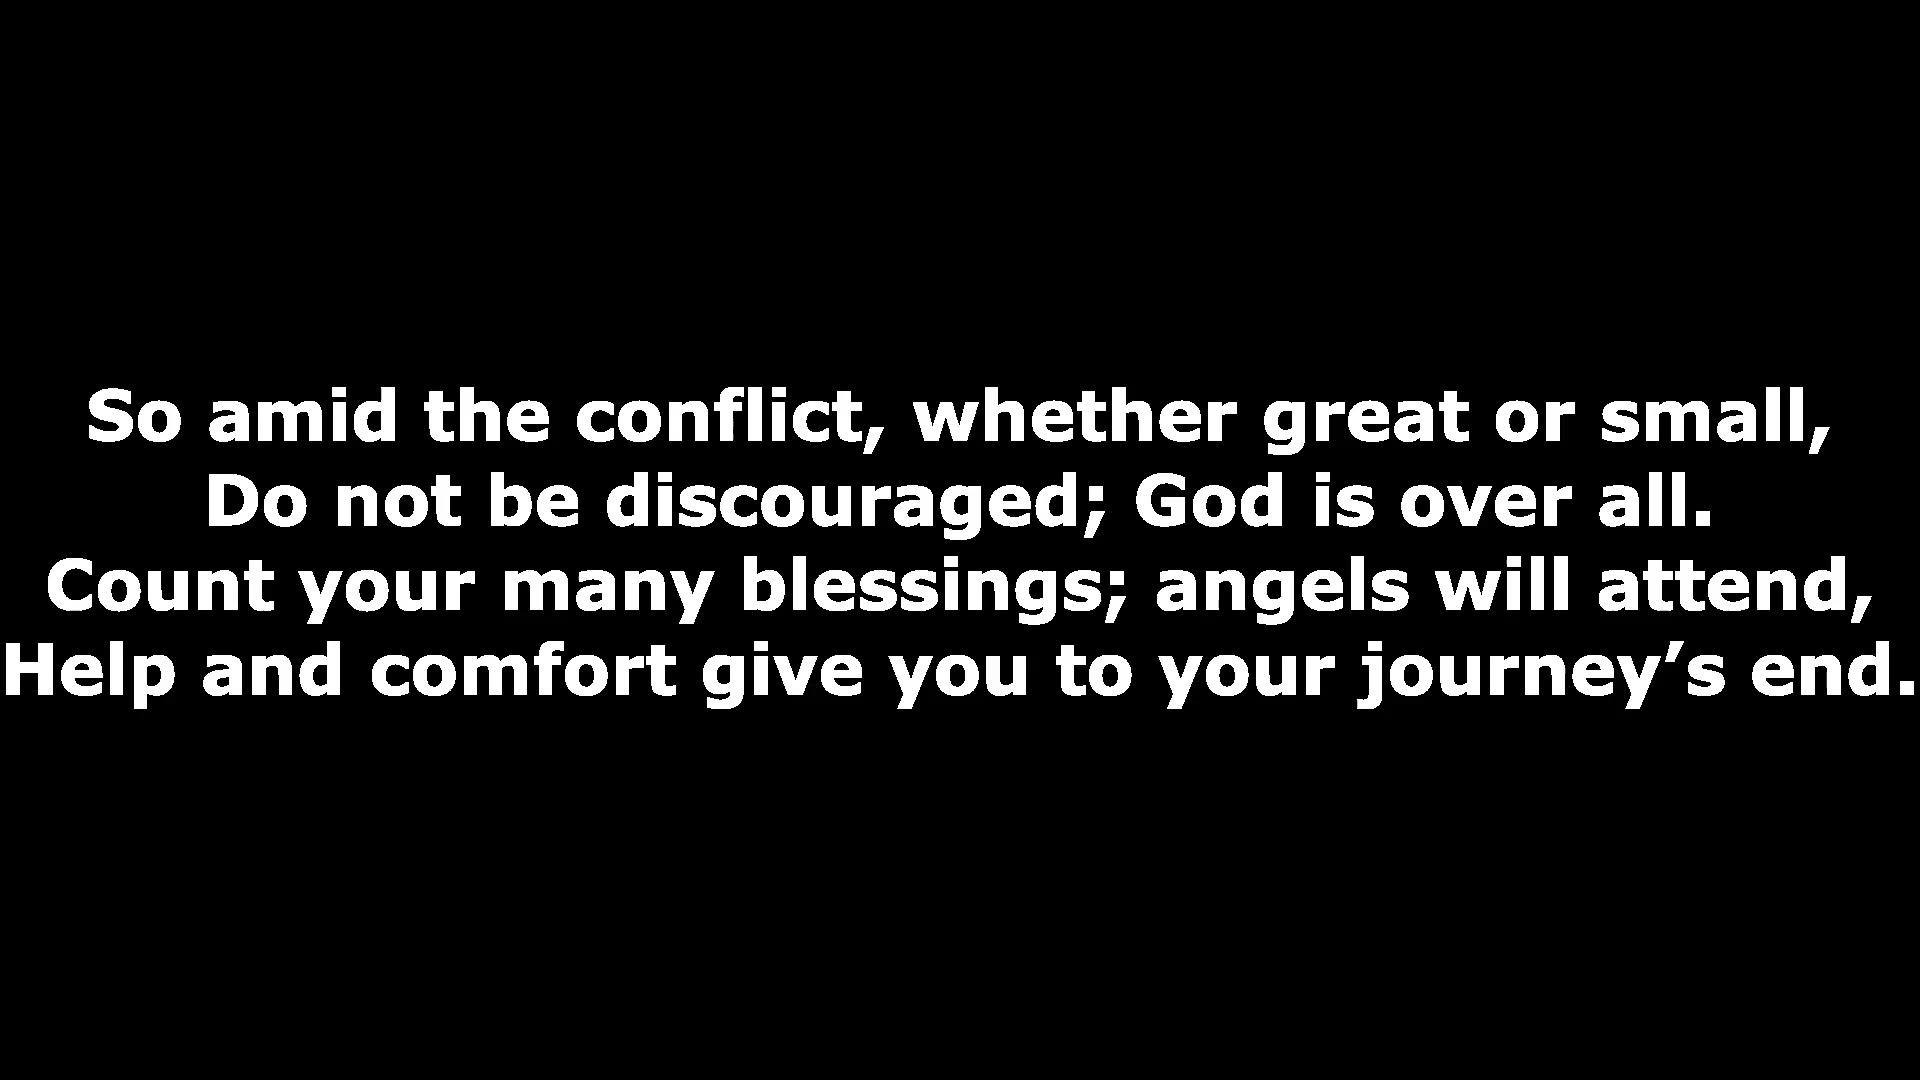 So amid the conflict, whether great or small,
Do not be discouraged; God is over all.
Count your many blessings; angels will attend,
Help and comfort give you to your journey’s end.